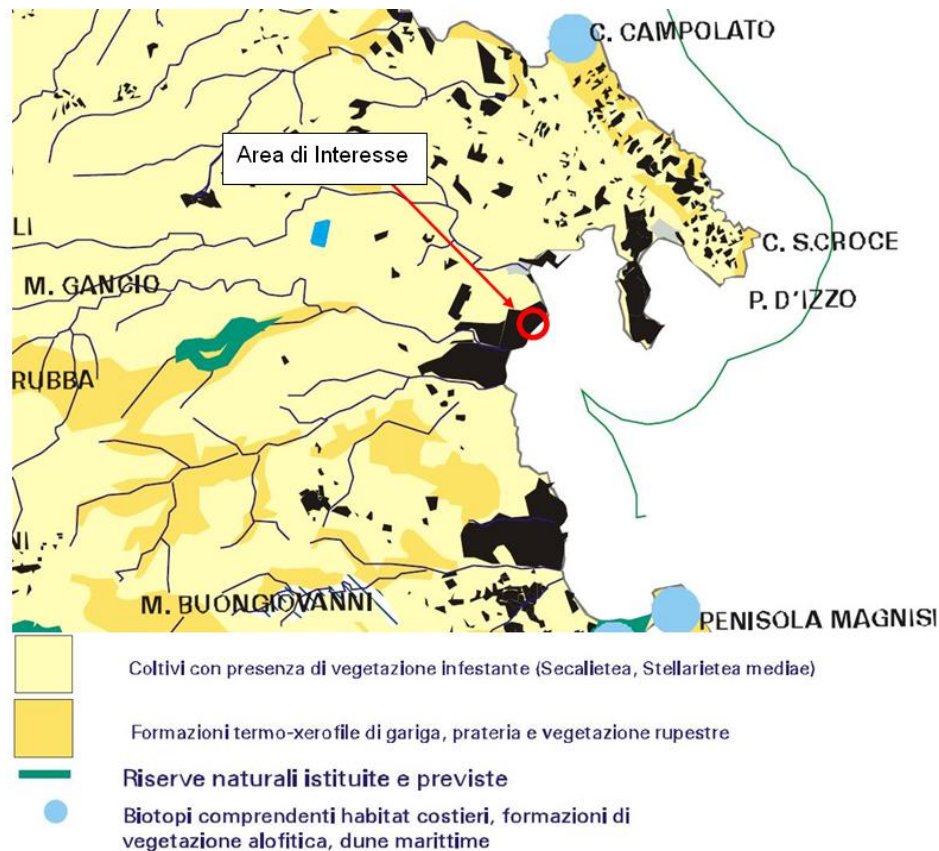 C. CAMPOLATO
Area di Interesse
LI
C. S.CROCE
M. GANCIO
P. D'IZZO
RUBBA
NI
M. BUONGIOVANNI
PENISOLA MAGNISI
Coltivi con presenza di vegetazione infestante (Secalietea, Stellarietea mediae)
Formazioni termo-xerofile di gariga, prateria e vegetazione rupestre
Riserve naturali istituite e previste
Biotopi comprendenti habitat costieri, formazioni di
vegetazione alofitica, dune marittime